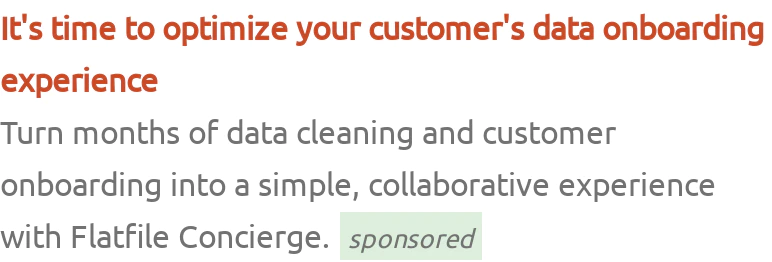 It's time to optimize your customer's data onboarding
experience
Turn months of data cleaning and customer
onboarding into a simple, collaborative experience
with Flatfile Concierge. sponsored